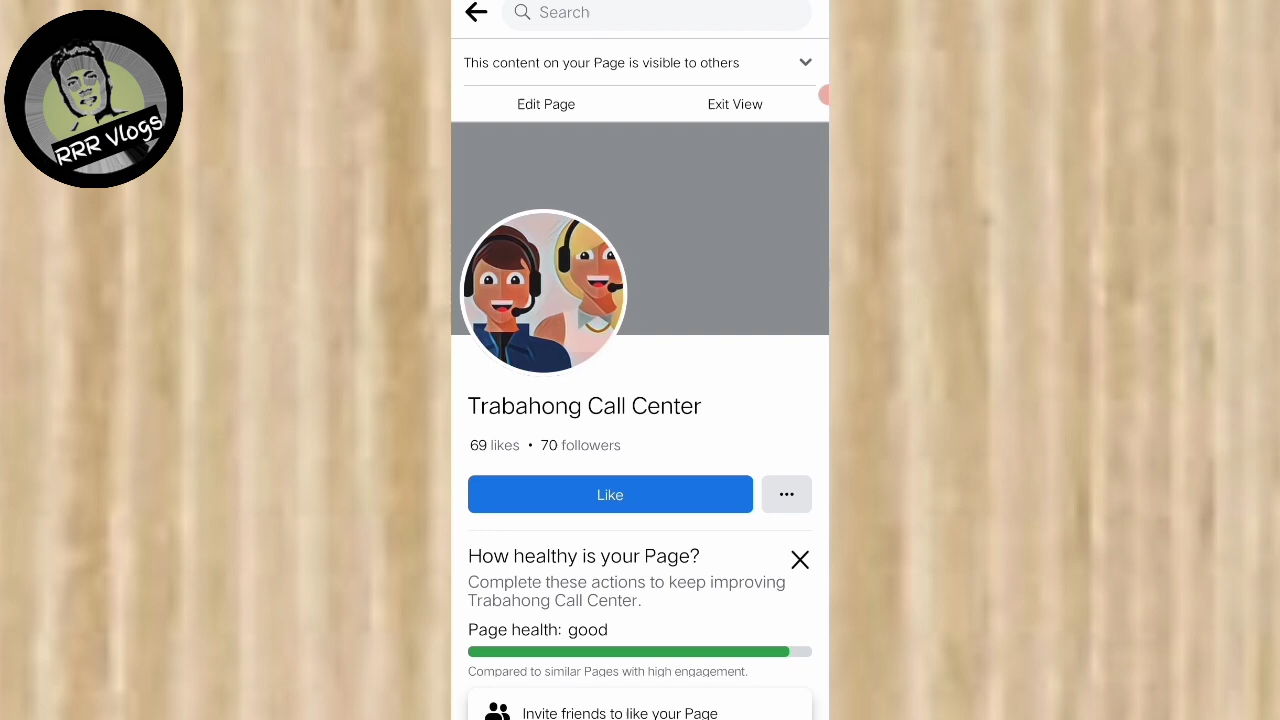 RRR Vlogs
Search
This content on your Page is visible to others
Edit Page
Exit View
Trabahong Call Center
69 likes • 70 followers
Like
How healthy is your Page?
Complete these actions to keep improving
Trabahong Call Center.
Page health: good
Compared to similar Pages with high engagement.
Invite friends to like your Page